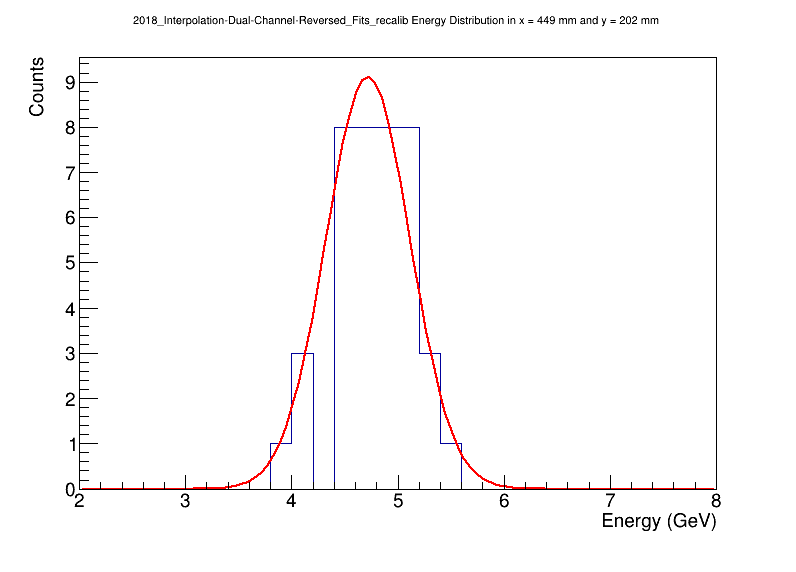 2018_Interpolation-Dual-Channel-Reversed_Fits_recalib Energy Distribution in x = 449 mm and y = 202 mm
Counts
9
8
7
6
5
4
3
2
1
0
2 3 4 5 6 7 8
Energy (GeV)